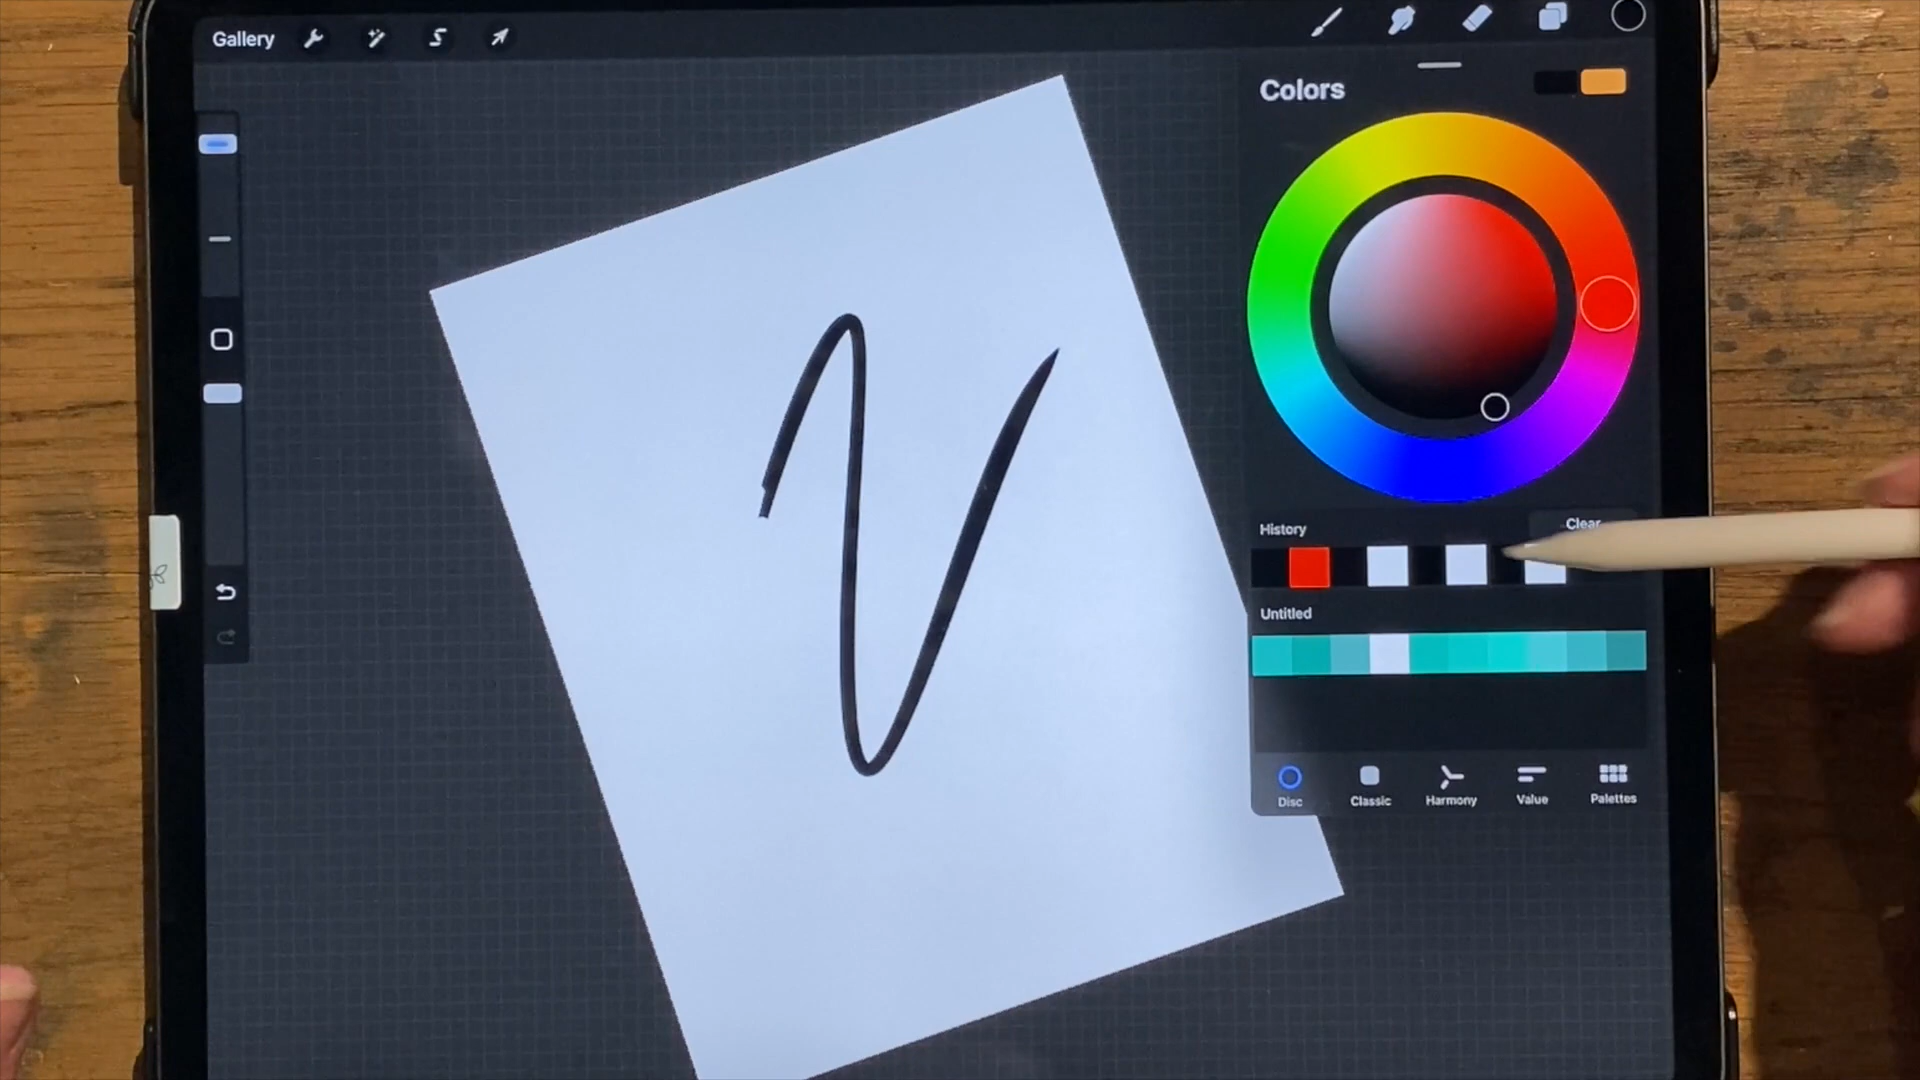 Gallery
Colors
History
Clear
Untitled
Disc
Classic
Harmony
Value
Palettes